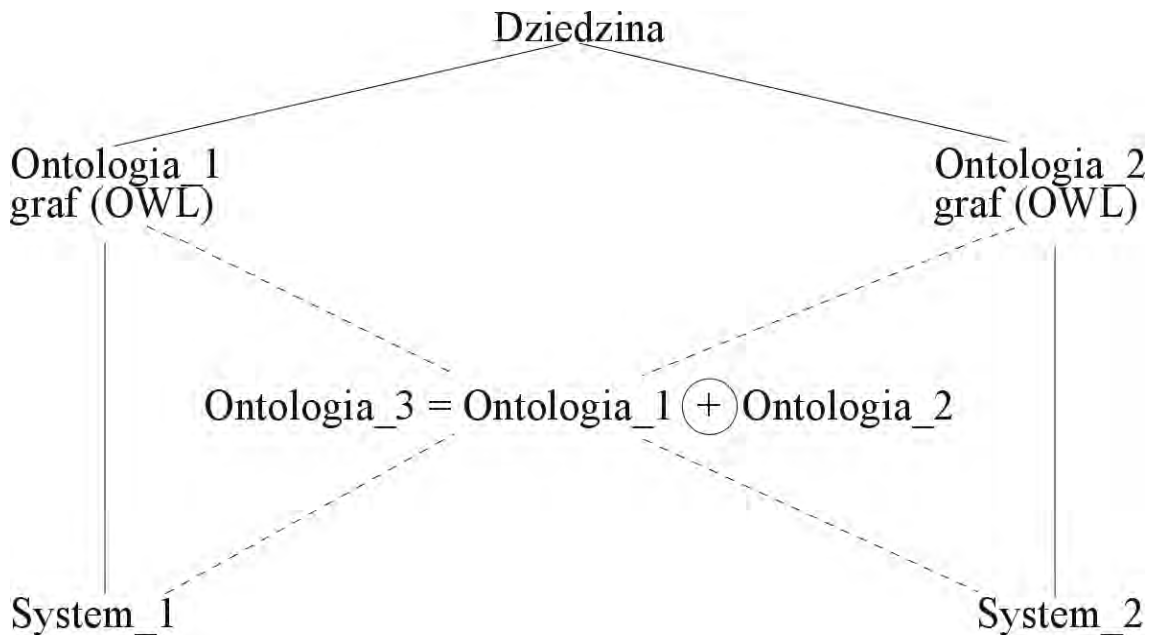 Dziedzina
Ontologia_1
graf (OWL)
Ontologia_2
graf (OWL)
Ontologia_3 = Ontologia_1 + Ontologia_2
System_1
System_2